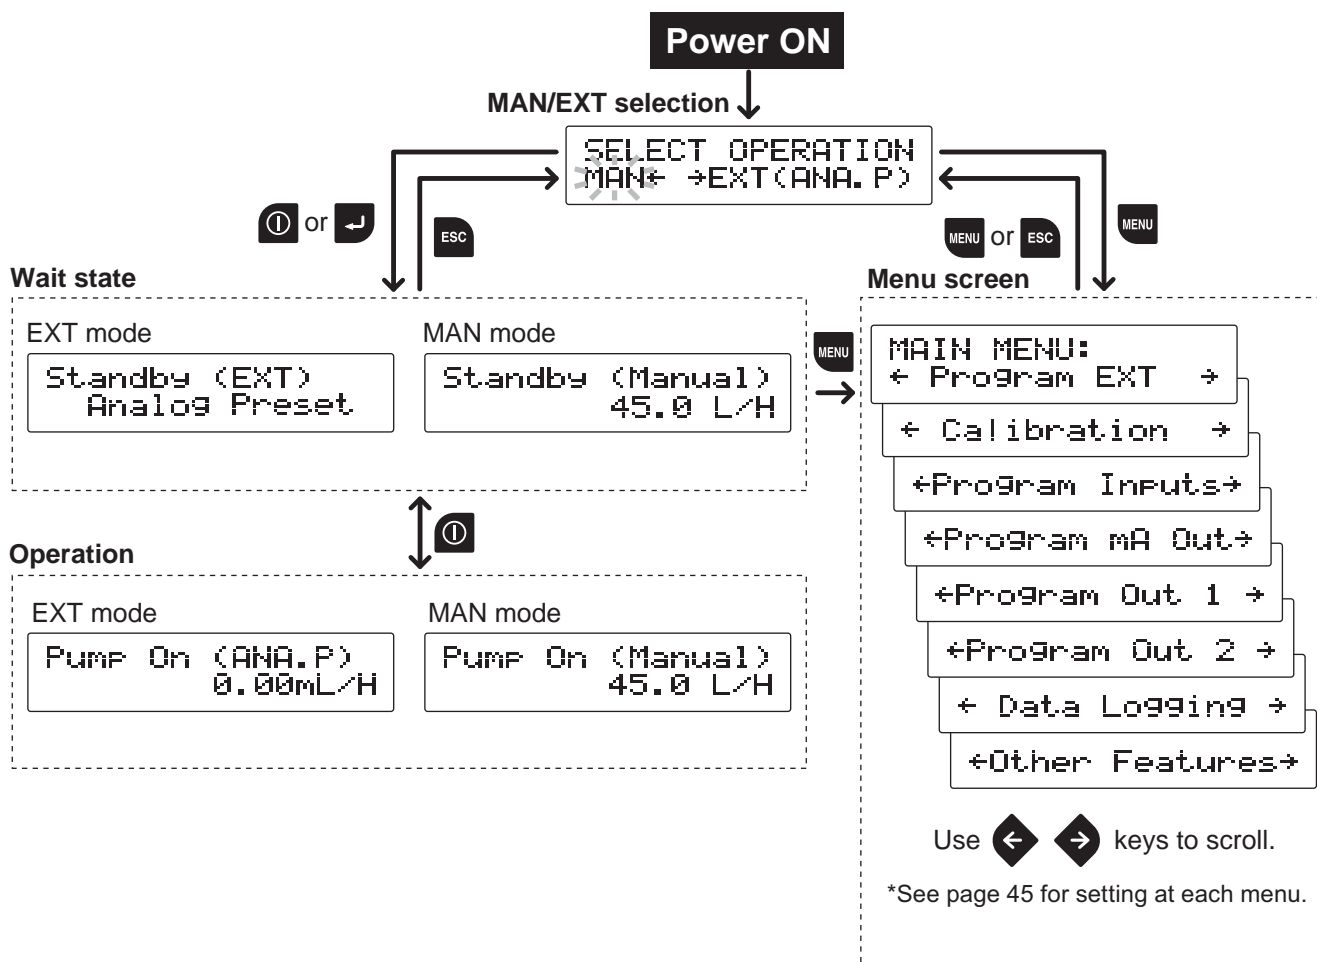 Power ON
MAN/EXT selection
SELECT OPERATION
MAN← →EXT(ANA.P)
or
ESC
MENU or ESC
MENU
Wait state
Menu screen
EXT mode
Standby (EXT)
Analog Preset
MAN mode
Standby (Manual)
45.0 L/H
MENU
MAIN MENU:
← Program EXT →
← Calibration →
←Program Inputs→
←Program mA Out→
←Program Out 1 →
←Program Out 2 →
← Data Logging →
←Other Features→
Operation
EXT mode
Pump On (ANA.P)
0.00mL/H
MAN mode
Pump On (Manual)
45.0 L/H
Use ← → keys to scroll.
*See page 45 for setting at each menu.